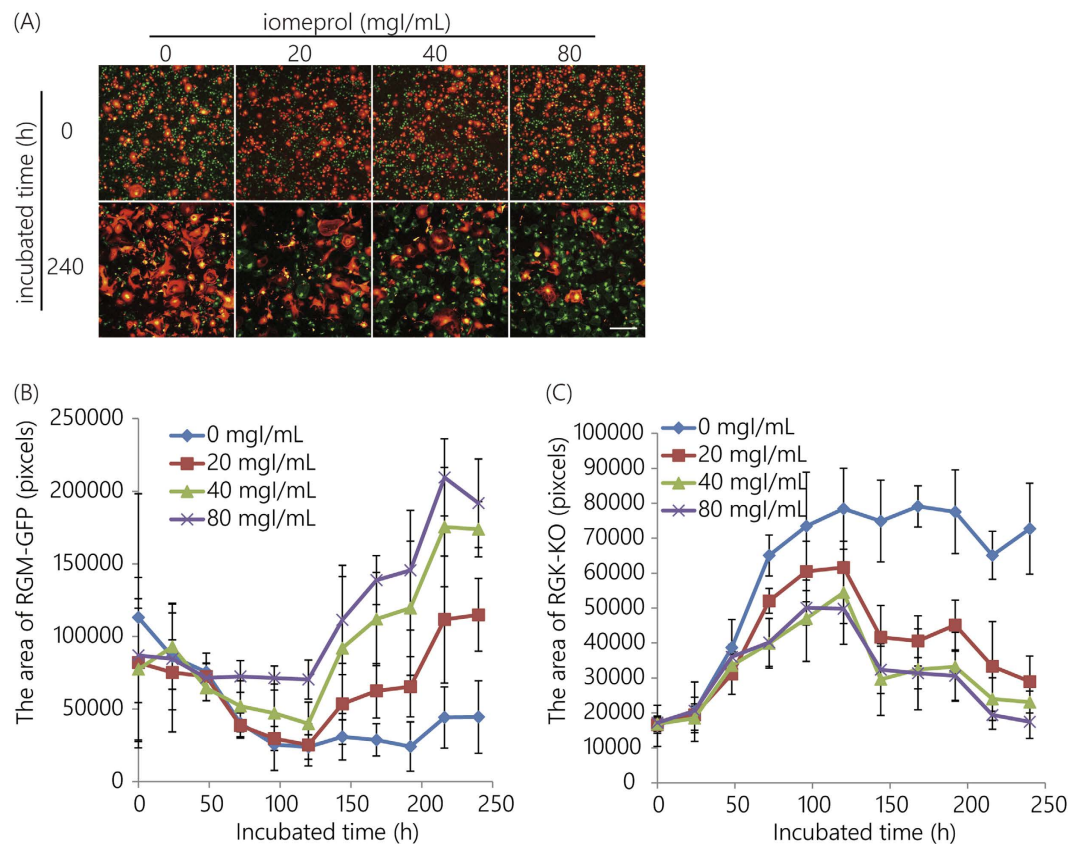 (A)
iomeprol (mgI/mL)
0 20 40 80
incubated time (h)
0
240
(B)
The area of RGM-GFP (pixcels)
250000
200000
150000
100000
50000
0
0 mgI/mL
20 mgI/mL
40 mgI/mL
80 mgI/mL
0 50 100 150 200 250
Incubated time (h)
(C)
The area of RGK-KO (pixcels)
100000
90000
80000
70000
60000
50000
40000
30000
20000
10000
0
0 mgI/mL
20 mgI/mL
40 mgI/mL
80 mgI/mL
0 50 100 150 200 250
Incubated time (h)